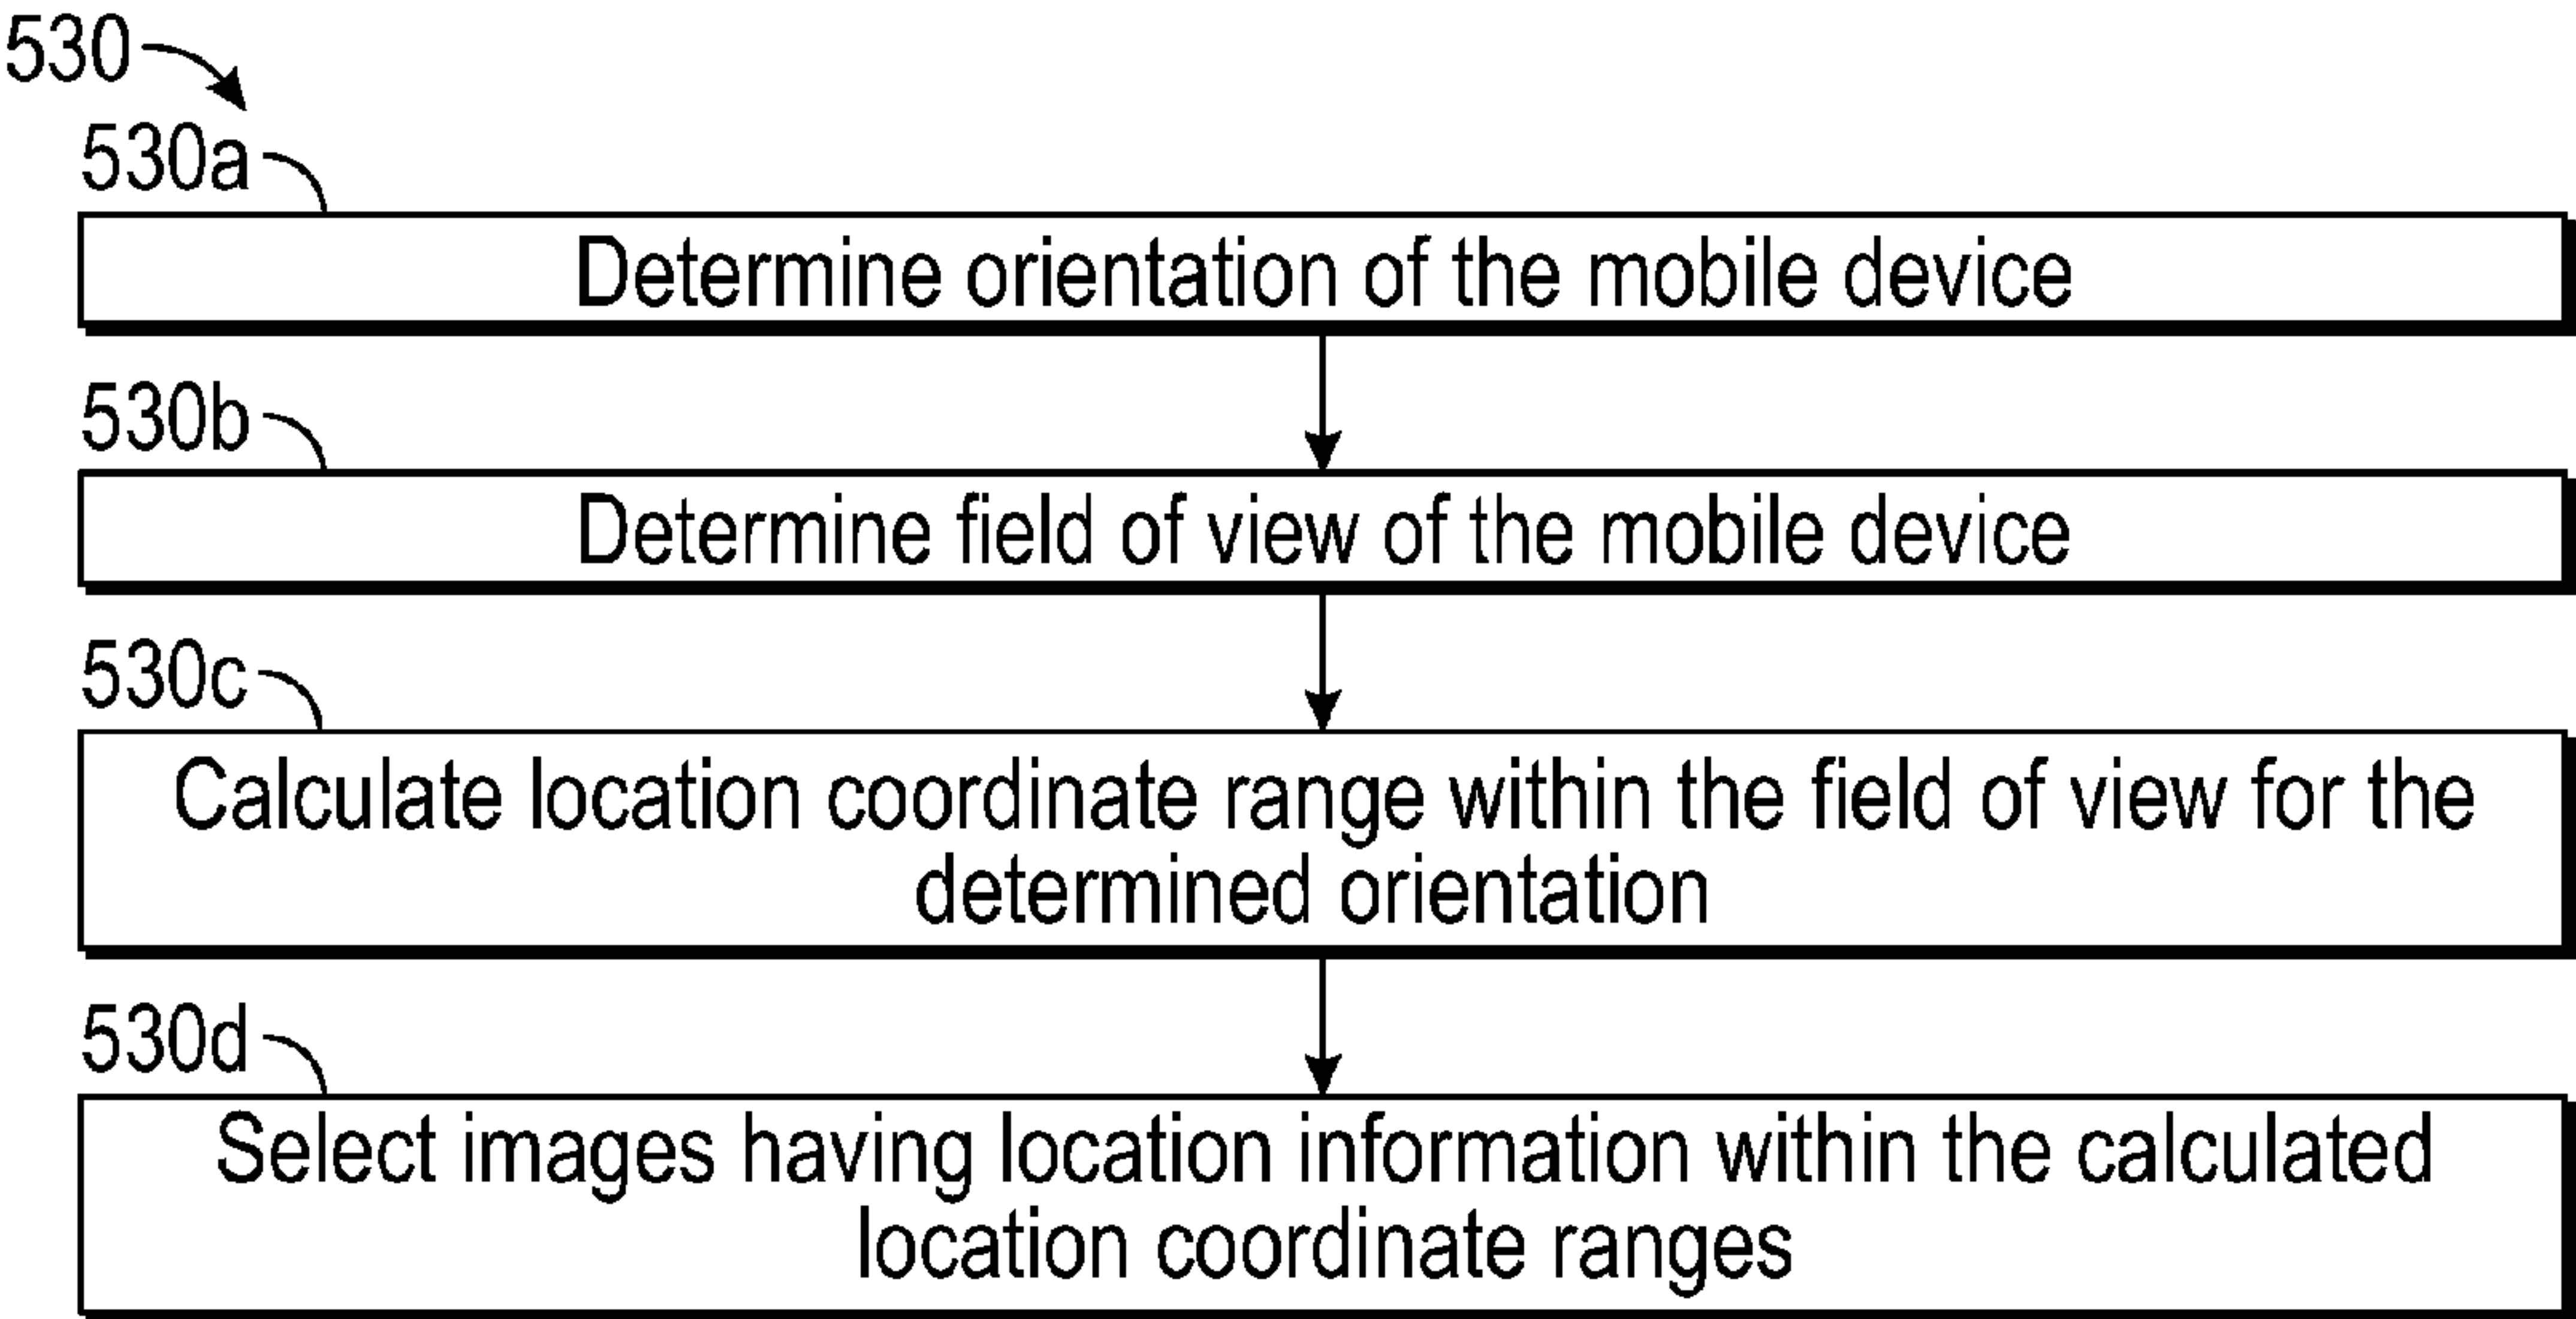 530
530a
Determine orientation of the mobile device
530b
Determine field of view of the mobile device
530c
Calculate location coordinate range within the field of view for the
determined orientation
530d
Select images having location information within the calculated
location coordinate ranges